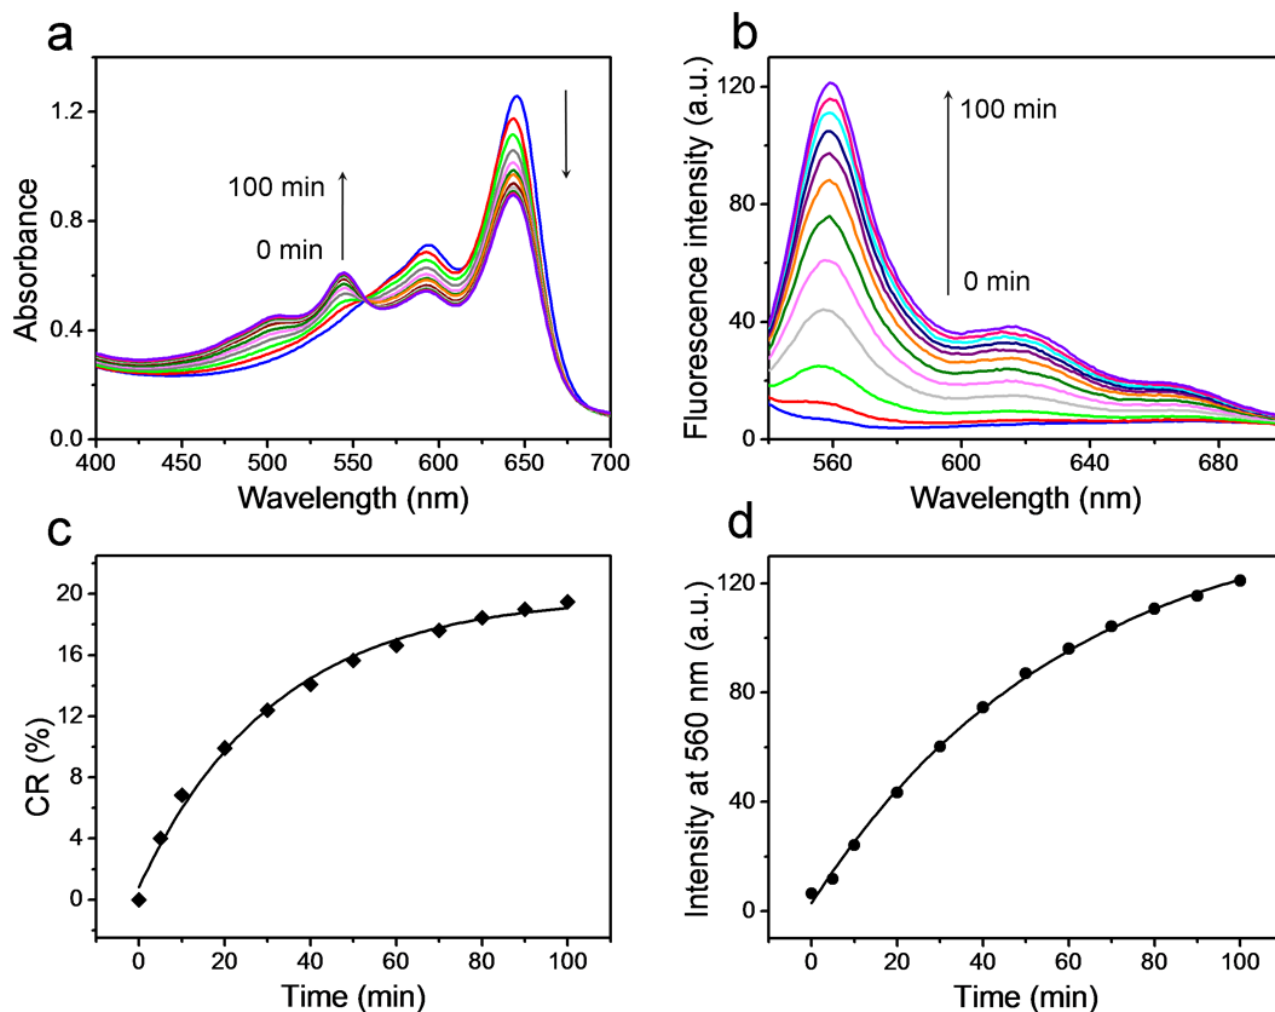 a
1.2
0.8
0.4
0.0
Absorbance
100 min
0 min
400 450 500 550 600 650 700
Wavelength (nm)
b
120
80
40
0
Fluorescence intensity (a.u.)
100 min
0 min
560 600 640 680
Wavelength (nm)
c
20
16
12
8
4
0
CR (%)
0 20 40 60 80 100
Time (min)
d
120
80
40
0
Intensity at 560 nm (a.u.)
0 20 40 60 80 100
Time (min)